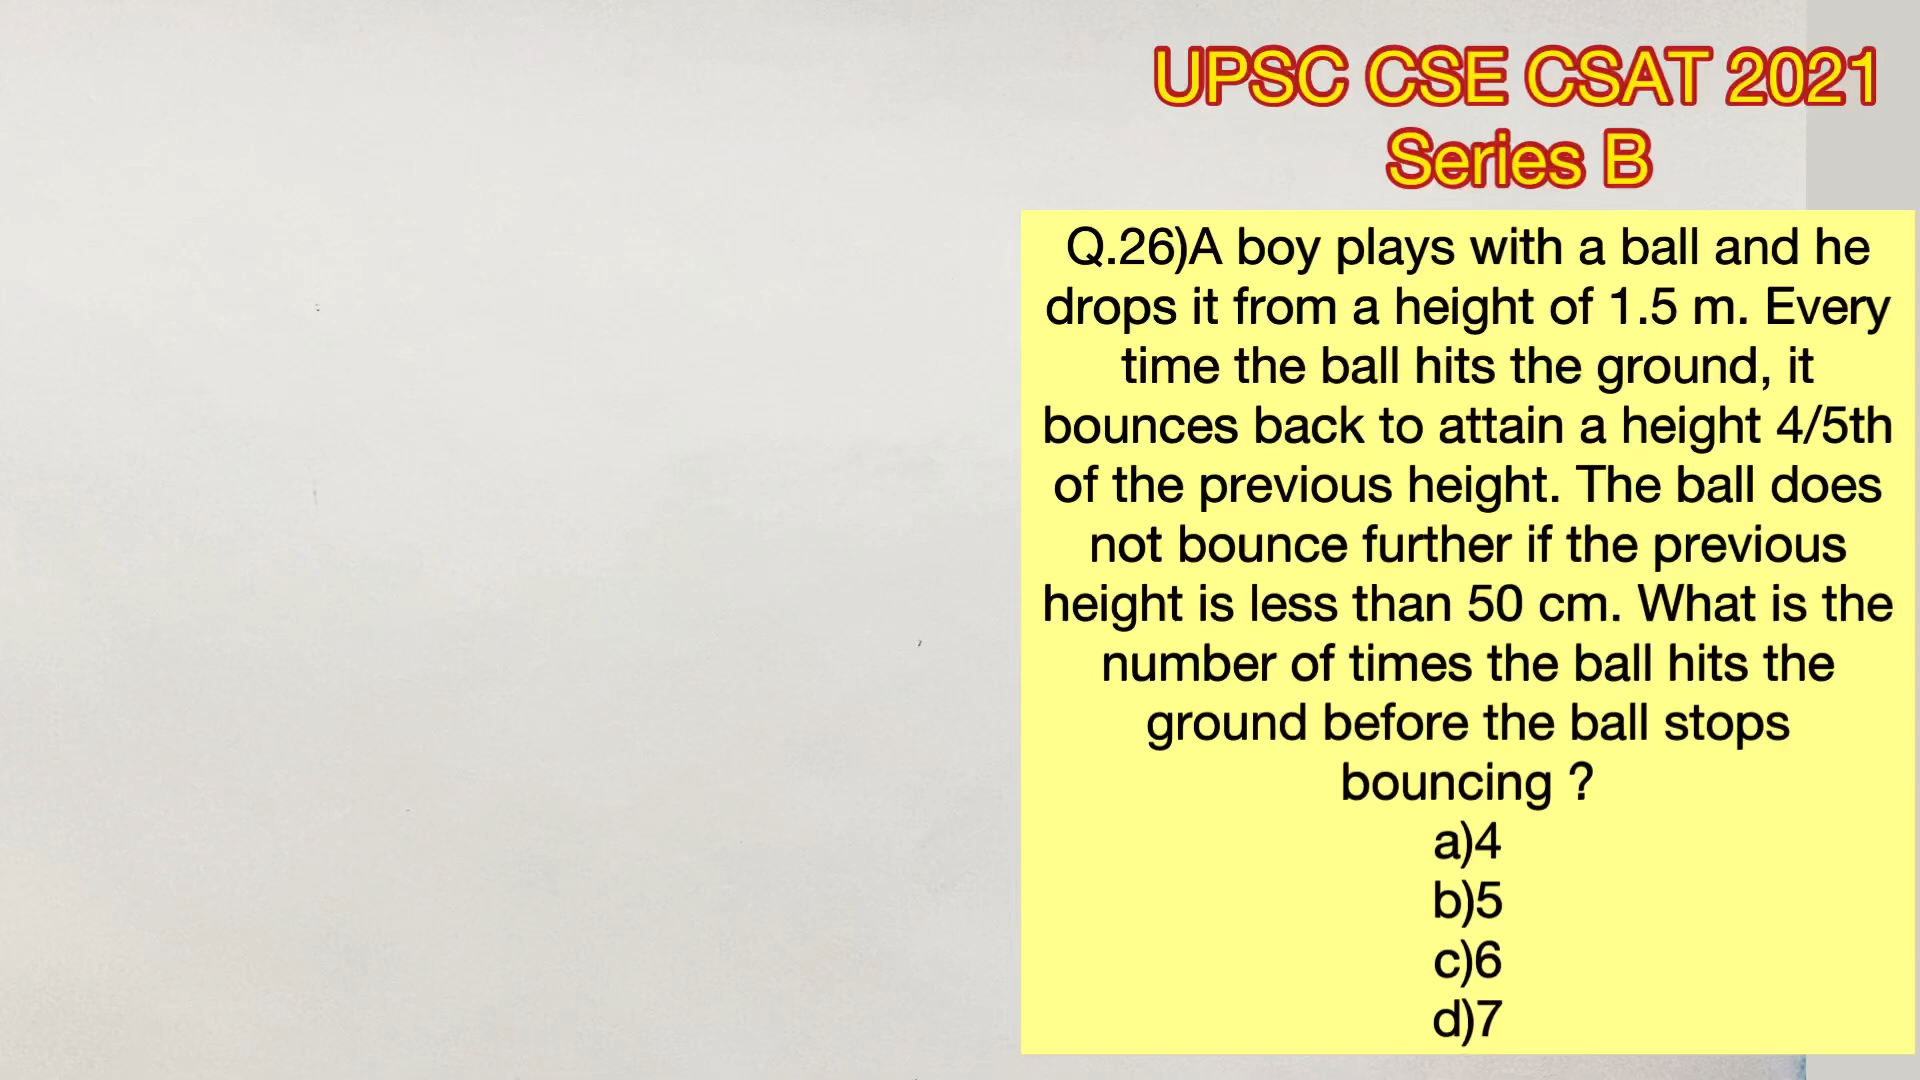 UPSC CSE CSAT 2021
Series B
Q.26)A boy plays with a ball and he
drops it from a height of 1.5 m. Every
time the ball hits the ground, it
bounces back to attain a height 4/5th
of the previous height. The ball does
not bounce further if the previous
height is less than 50 cm. What is the
number of times the ball hits the
ground before the ball stops
bouncing ?
a)4
b)5
c)6
d)7